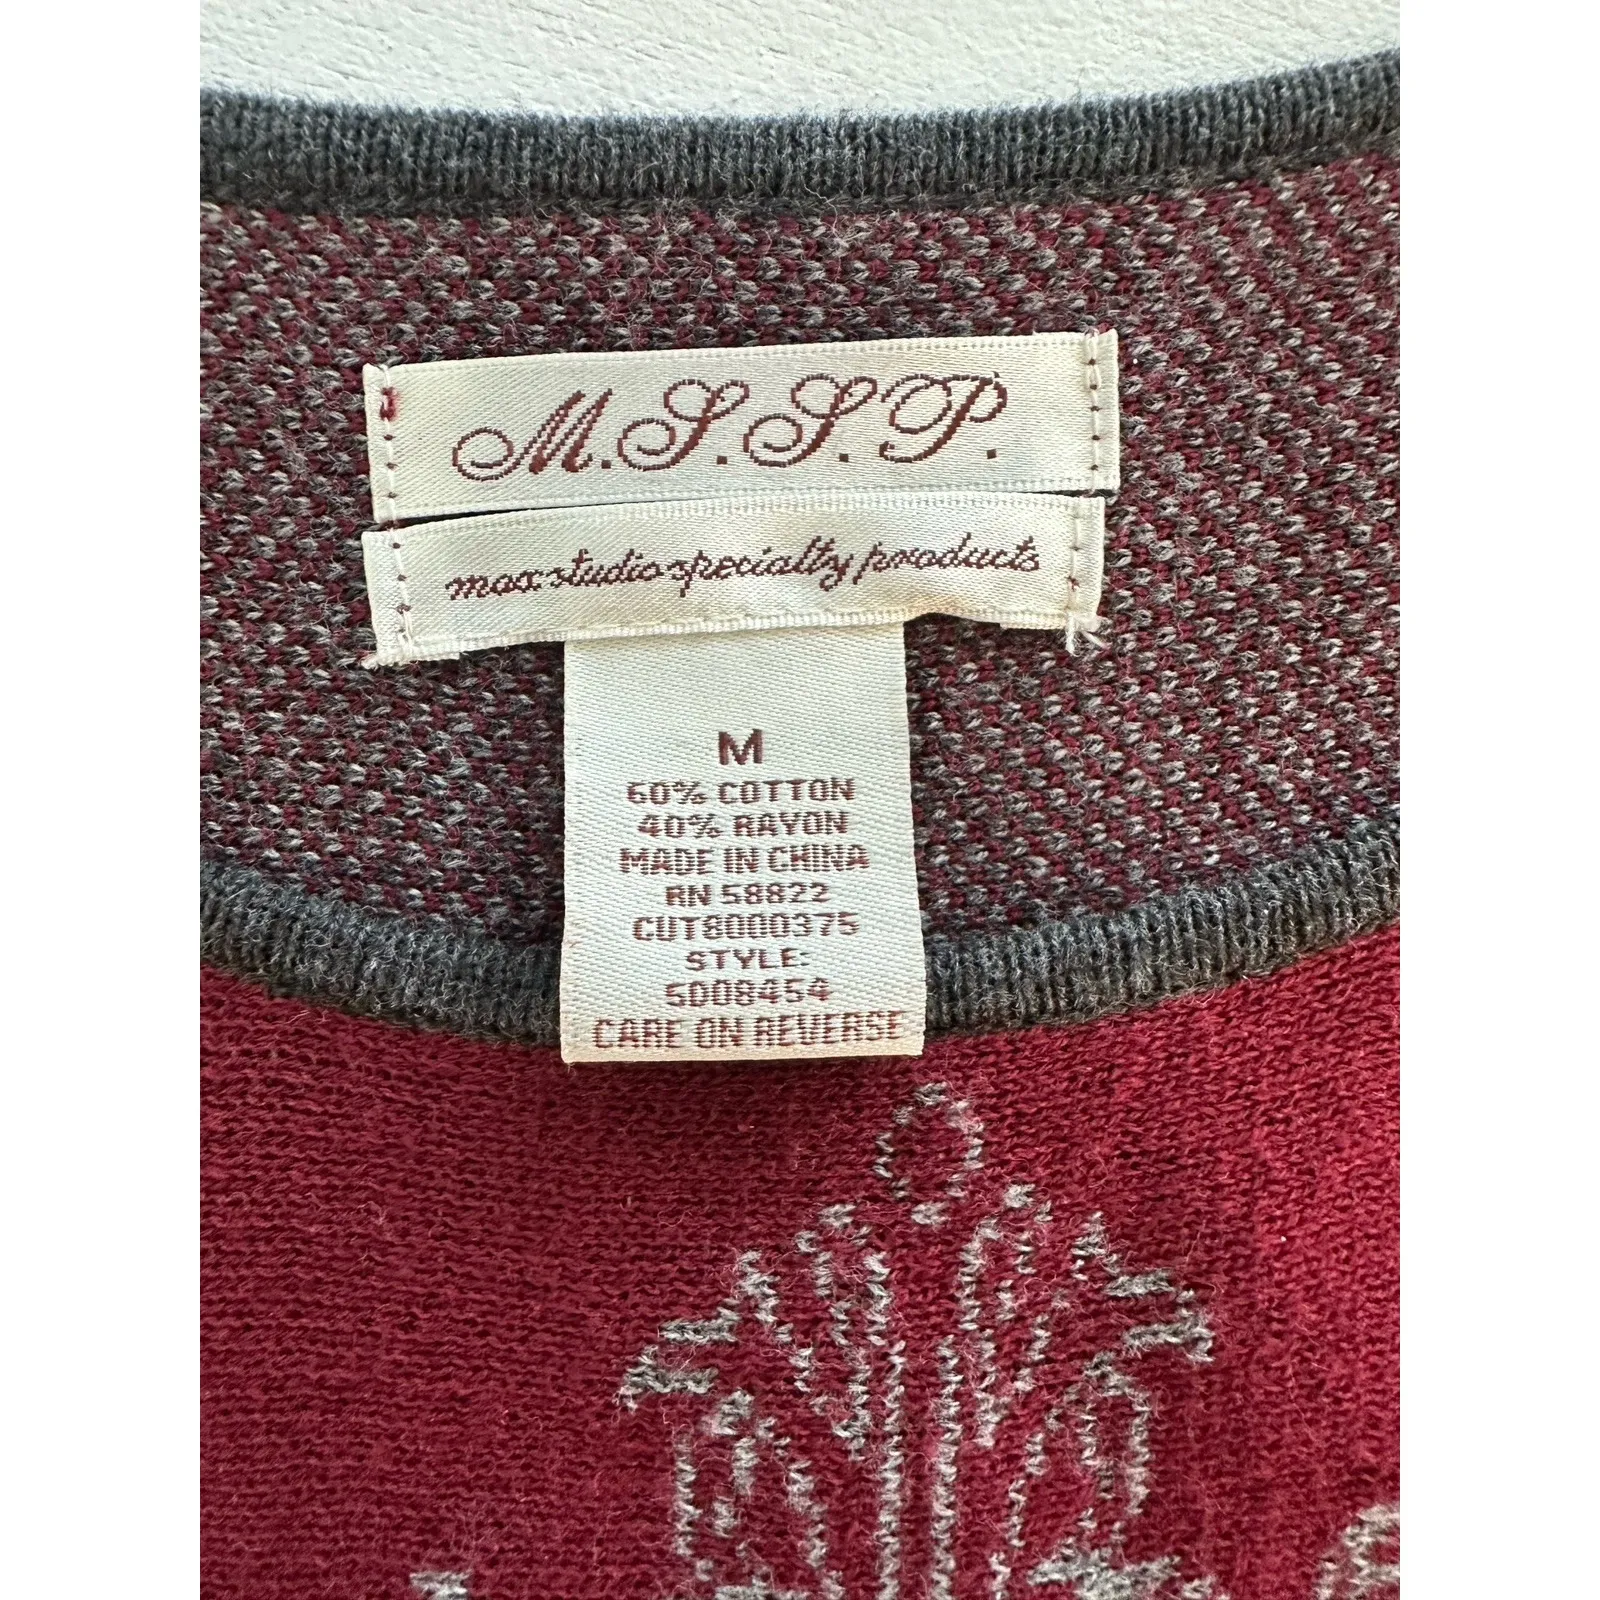 M.S.S.P.
max studio specialty products
M
60% COTTON
40% RAYON
MADE IN CHINA
RN 58822
CUT8000375
STYLE:
5008454
CARE ON REVERSE